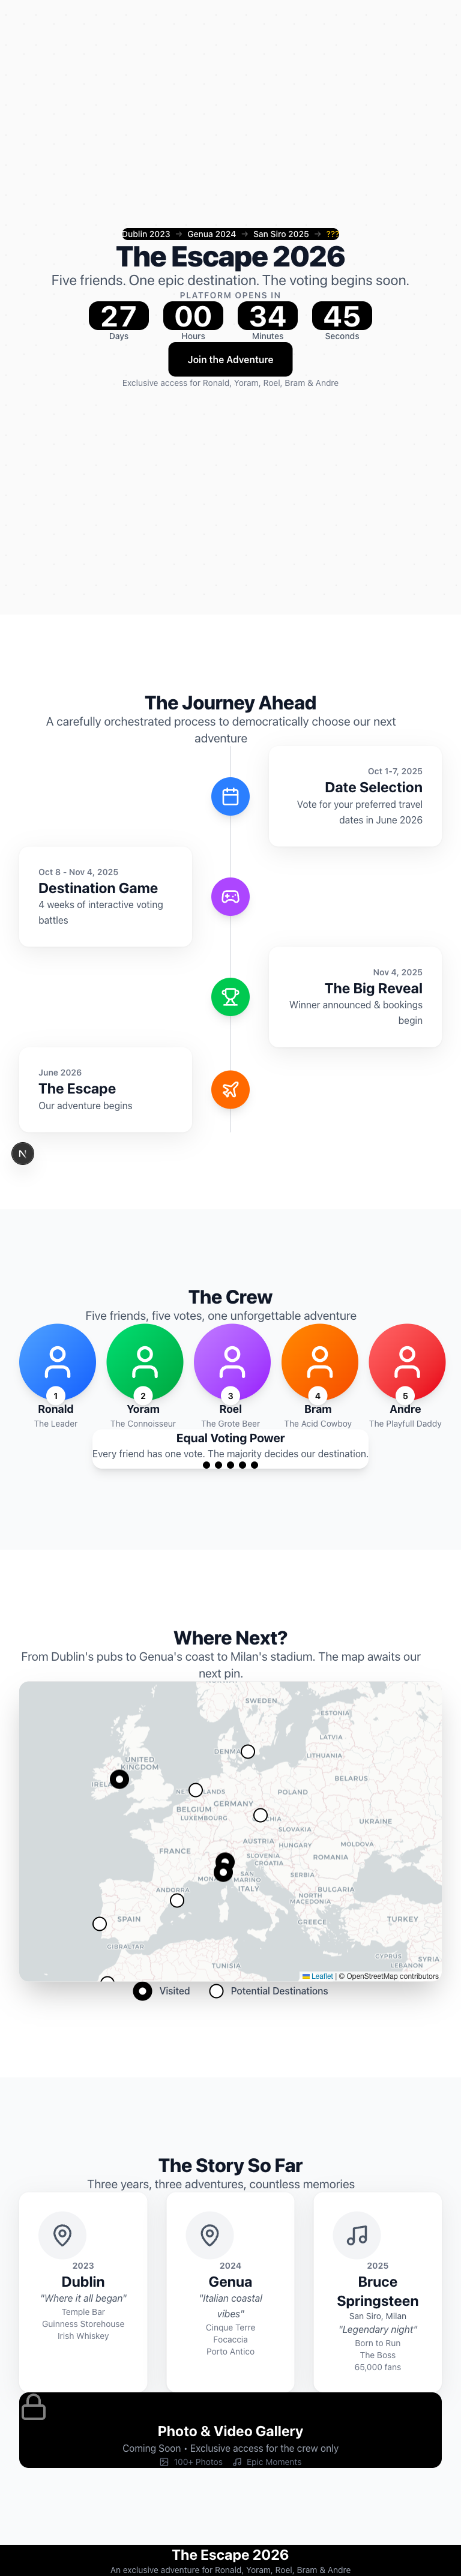 Dublin 2023 → Genua 2024 → San Siro 2025 → ???
The Escape 2026
Five friends. One epic destination. The voting begins soon.
PLATFORM OPENS IN
27 00 34 45
Days Hours Minutes Seconds
Join the Adventure
Exclusive access for Ronald, Yoram, Roel, Bram & Andre
The Journey Ahead
A carefully orchestrated process to democratically choose our next
adventure
Oct 1-7, 2025
Date Selection
Vote for your preferred travel
dates in June 2026
Oct 8 - Nov 4, 2025
Destination Game
4 weeks of interactive voting
battles
Nov 4, 2025
The Big Reveal
Winner announced & bookings
begin
June 2026
The Escape
Our adventure begins
N
The Crew
Five friends, five votes, one unforgettable adventure
1 2 3 4 5
Ronald Yoram Roel Bram Andre
The Leader The Connoisseur The Grote Beer The Acid Cowboy The Playfull Daddy
Equal Voting Power
Every friend has one vote. The majority decides our destination.
Where Next?
From Dublin's pubs to Genua's coast to Milan's stadium. The map awaits our
next pin.
SWEDEN
ESTONIA
LATVIA
LITHUANIA
UNITED
KINGDOM
BELARUS
POLAND
GERMANY
BELGIUM
LUXEMBOURG
UKRAINE
SLOVAKIA
AUSTRIA
HUNGARY
MOLDOVA
FRANCE
SLOVENIA
ROMANIA
CROATIA
SAN
MARINO
SERBIA
ITALY
BULGARIA
ANDORRA
NORTH
MACEDONIA
SPAIN
GREECE
TURKEY
GIBRALTAR
CYPRUS
SYRIA
LEBANON
TUNISIA
Leaflet | © OpenStreetMap contributors
Visited Potential Destinations
The Story So Far
Three years, three adventures, countless memories
2023
Dublin
"Where it all began"
Temple Bar
Guinness Storehouse
Irish Whiskey
2024
Genua
"Italian coastal
vibes"
Cinque Terre
Focaccia
Porto Antico
2025
Bruce
Springsteen
San Siro, Milan
"Legendary night"
Born to Run
The Boss
65,000 fans
Photo & Video Gallery
Coming Soon • Exclusive access for the crew only
100+ Photos Epic Moments
The Escape 2026
An exclusive adventure for Ronald, Yoram, Roel, Bram & Andre